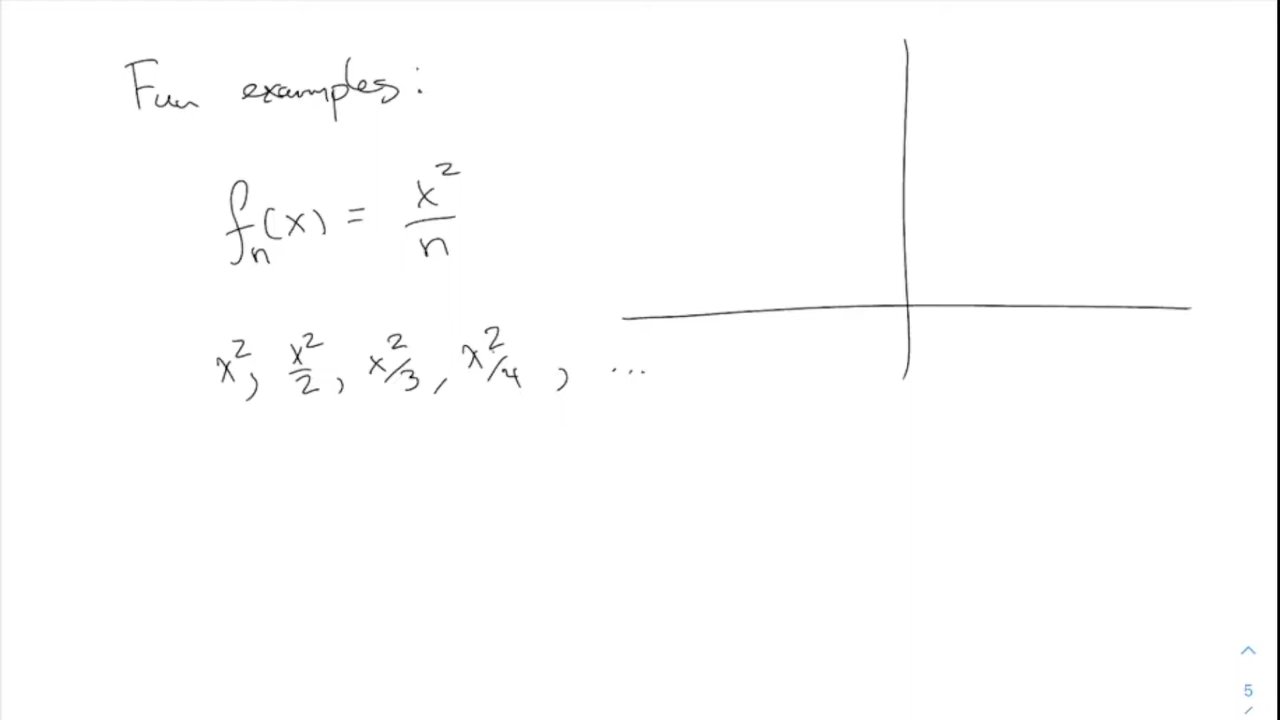 Fun examples:
fₙ(x) = x²/n
x², x²/2, x²/3, x²/4, ...
5